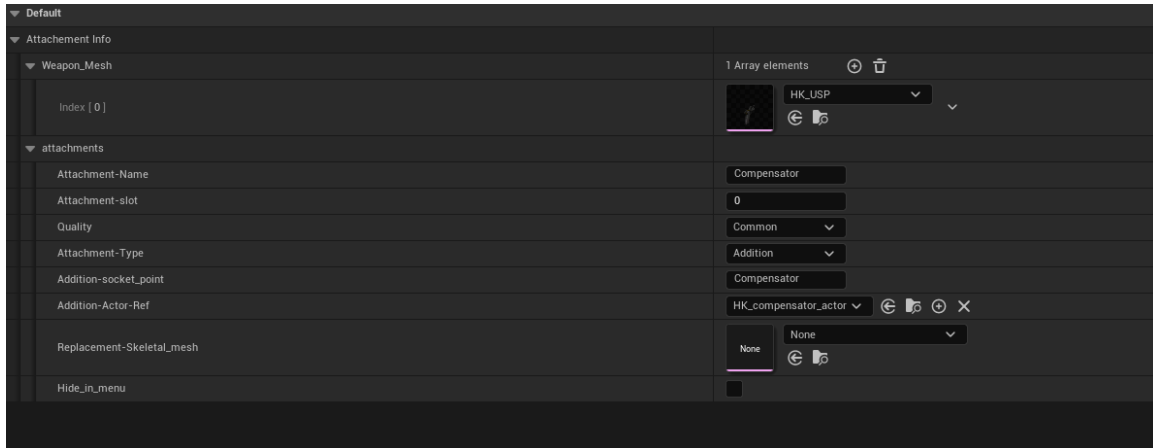 Default
Attachement Info
Weapon_Mesh 1 Array elements
Index [ 0 ] HK_USP
attachments
Attachment-Name Compensator
Attachment-slot 0
Quality Common
Attachment-Type Addition
Addition-socket_point Compensator
Addition-Actor-Ref HK_compensator_actor
Replacement-Skeletal_mesh None None
Hide_in_menu